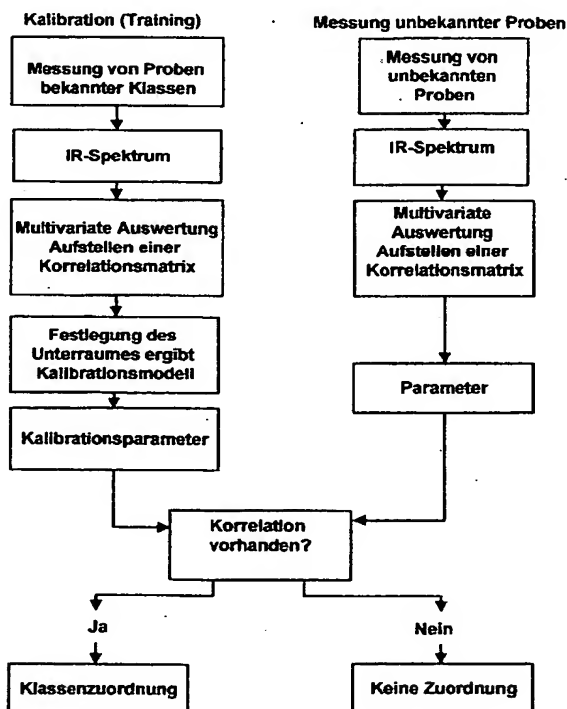 Kalibration (Training)
Messung von Proben
bekannter Klassen
IR-Spektrum
Multivariate Auswertung
Aufstellen einer
Korrelationsmatrix
Festlegung des
Unterraumes ergibt
Kalibrationsmodell
Kalibrationsparameter
Messung unbekannter Proben
Messung von
unbekannten
Proben
IR-Spektrum
Multivariate
Auswertung
Aufstellen einer
Korrelationsmatrix
Parameter
Korrelation
vorhanden?
Ja
Nein
Klassenzuordnung
Keine Zuordnung